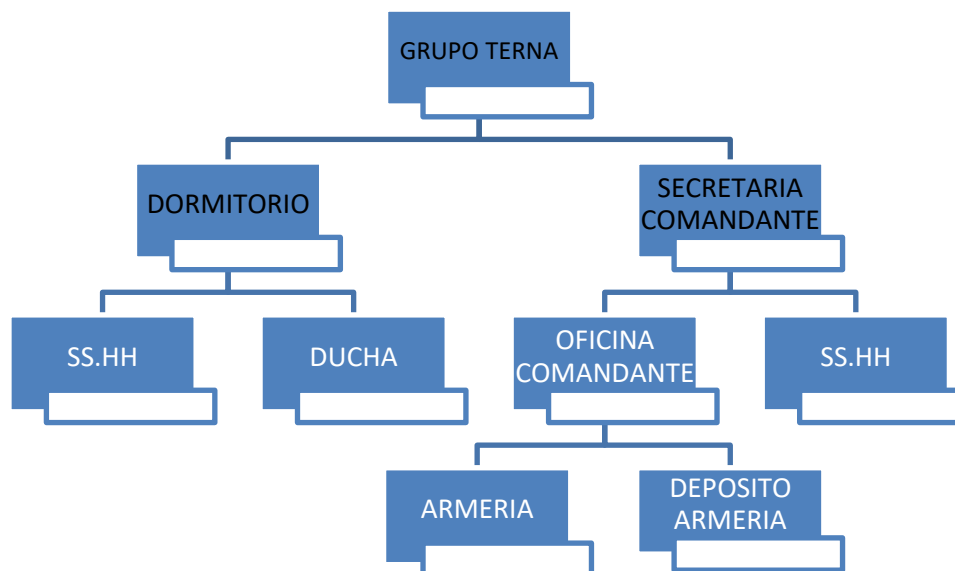 GRUPO TERNA
DORMITORIO
SECRETARIA
COMANDANTE
SS.HH
DUCHA
OFICINA
COMANDANTE
SS.HH
ARMERIA
DEPOSITO
ARMERIA